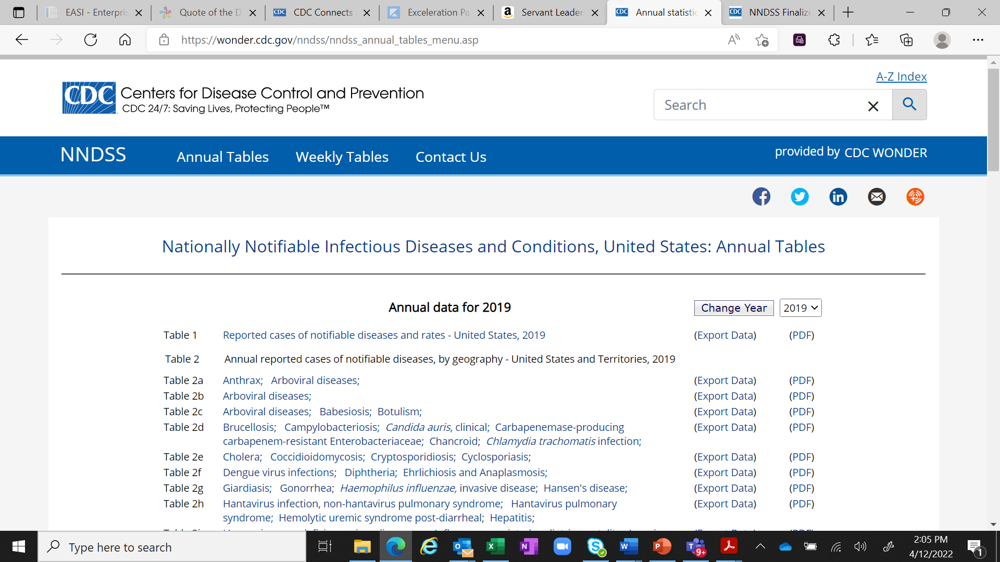 EASI - Enterpris
Quote of the D
CDC Connects
Exceleration Pa
Servant Leader
Annual statistic
NNDSS Finalize
https://wonder.cdc.gov/nndss/nndss_annual_tables_menu.asp
A-Z Index
CDC Centers for Disease Control and Prevention
CDC 24/7: Saving Lives, Protecting People™
Search
NNDSS Annual Tables Weekly Tables Contact Us provided by CDC WONDER
Nationally Notifiable Infectious Diseases and Conditions, United States: Annual Tables
Annual data for 2019 Change Year 2019
Table 1 Reported cases of notifiable diseases and rates - United States, 2019 (Export Data) (PDF)
Table 2 Annual reported cases of notifiable diseases, by geography - United States and Territories, 2019
Table 2a Anthrax; Arboviral diseases; (Export Data) (PDF)
Table 2b Arboviral diseases; (Export Data) (PDF)
Table 2c Arboviral diseases; Babesiosis; Botulism; (Export Data) (PDF)
Table 2d Brucellosis; Campylobacteriosis; Candida auris, clinical; Carbapenemase-producing (Export Data) (PDF)
carbapenem-resistant Enterobacteriaceae; Chancroid; Chlamydia trachomatis infection;
Table 2e Cholera; Coccidioidomycosis; Cryptosporidiosis; Cyclosporiasis; (Export Data) (PDF)
Table 2f Dengue virus infections; Diphtheria; Ehrlichiosis and Anaplasmosis; (Export Data) (PDF)
Table 2g Giardiasis; Gonorrhea; Haemophilus influenzae, invasive disease; Hansen's disease; (Export Data) (PDF)
Table 2h Hantavirus infection, non-hantavirus pulmonary syndrome; Hantavirus pulmonary (Export Data) (PDF)
syndrome; Hemolytic uremic syndrome post-diarrheal; Hepatitis;
Type here to search
9+
2:05 PM
4/12/2022
1